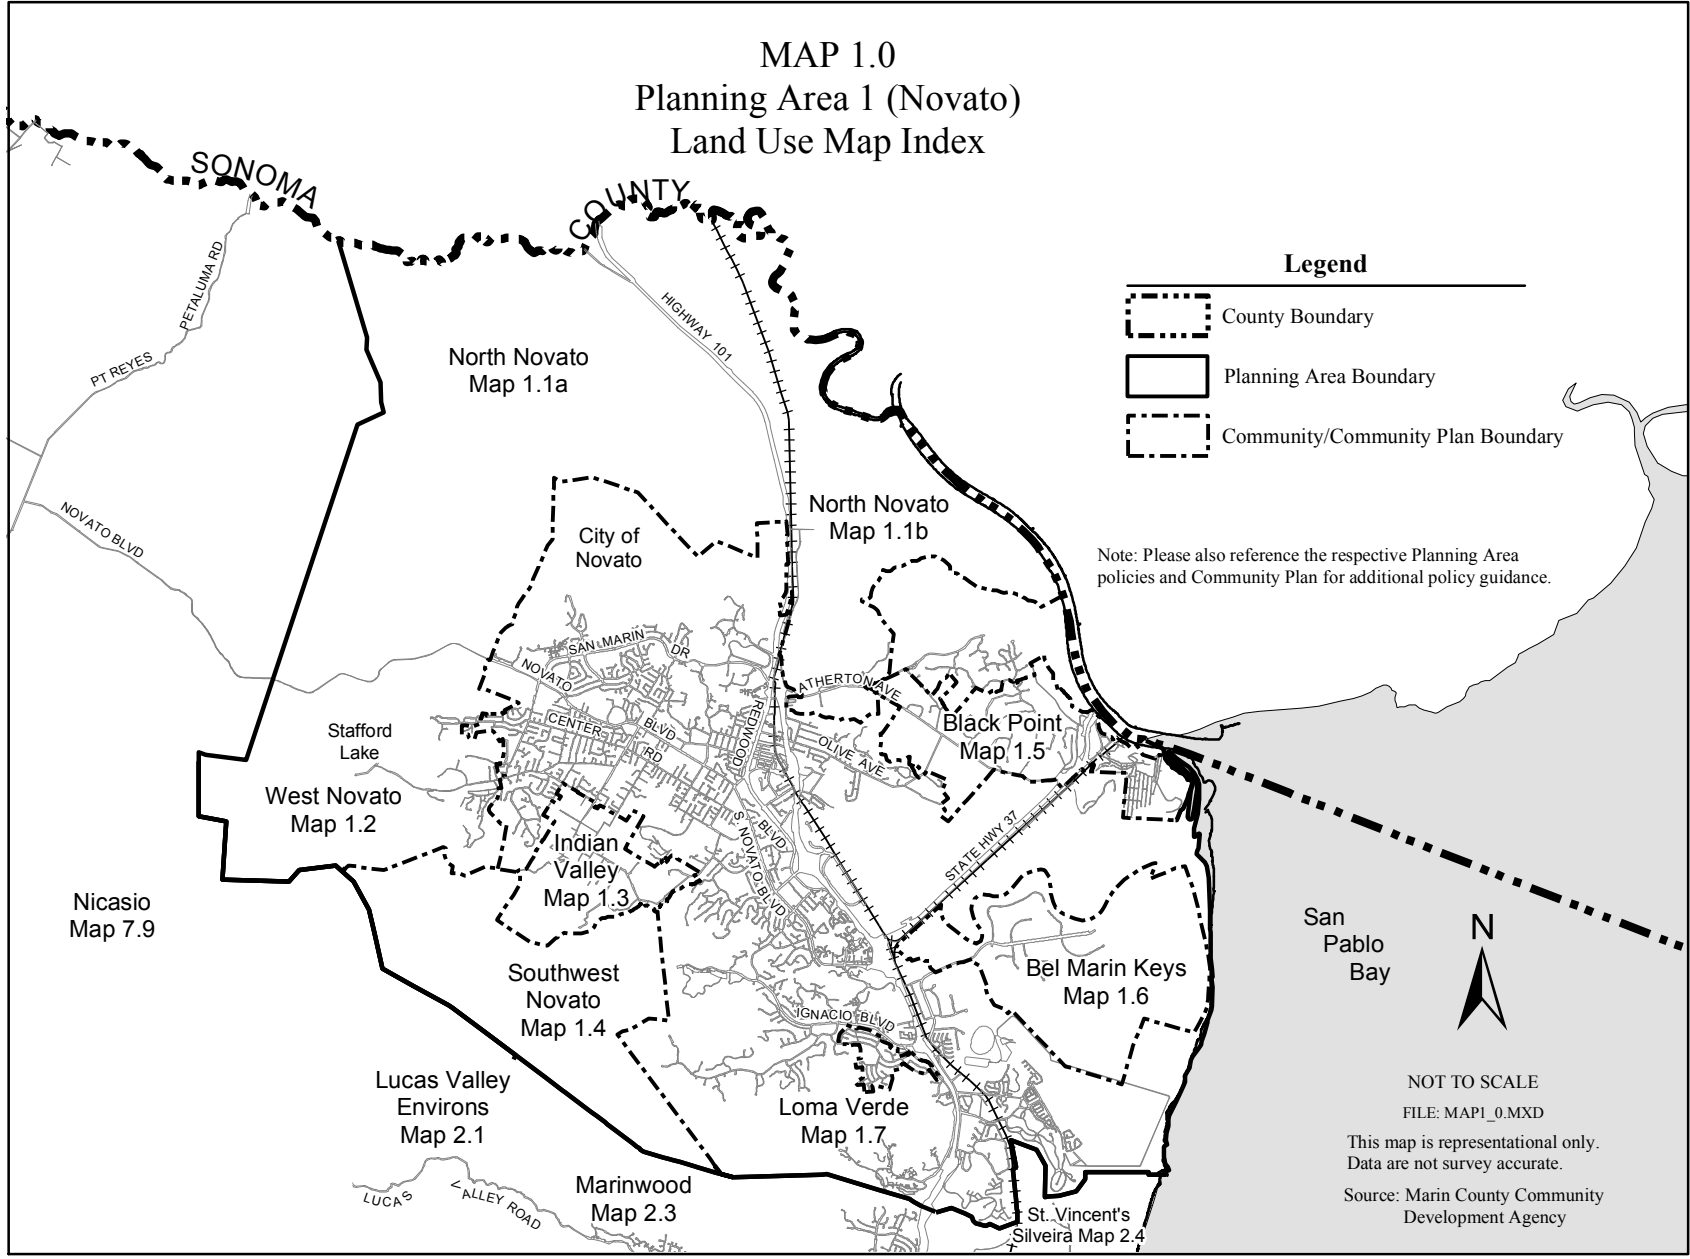 MAP 1.0
Planning Area 1 (Novato)
Land Use Map Index
SONOMA
COUNTY
PETALUMA RD
PT REYES
HIGHWAY 101
Legend
County Boundary
Planning Area Boundary
Community/Community Plan Boundary
North Novato
Map 1.1a
North Novato
Map 1.1b
NOVATO BLVD
City of
Novato
Note: Please also reference the respective Planning Area
policies and Community Plan for additional policy guidance.
SAN MARIN
DR
NOVATO
BLVD
ATHERTON AVE
CENTER
RD
REDWOOD
BLVD
OLIVE AVE
Black Point
Map 1.5
Stafford
Lake
West Novato
Map 1.2
S NOVATO BLVD
STATE HWY 37
Indian
Valley
Map 1.3
Nicasio
Map 7.9
San
Pablo
Bay
N
Southwest
Novato
Map 1.4
Bel Marin Keys
Map 1.6
IGNACIO BLVD
Lucas Valley
Environs
Map 2.1
Loma Verde
Map 1.7
NOT TO SCALE
FILE: MAP1_0.MXD
This map is representational only.
Data are not survey accurate.
Source: Marin County Community
Development Agency
LUCAS
VALLEY ROAD
Marinwood
Map 2.3
St. Vincent's
Silveira Map 2.4